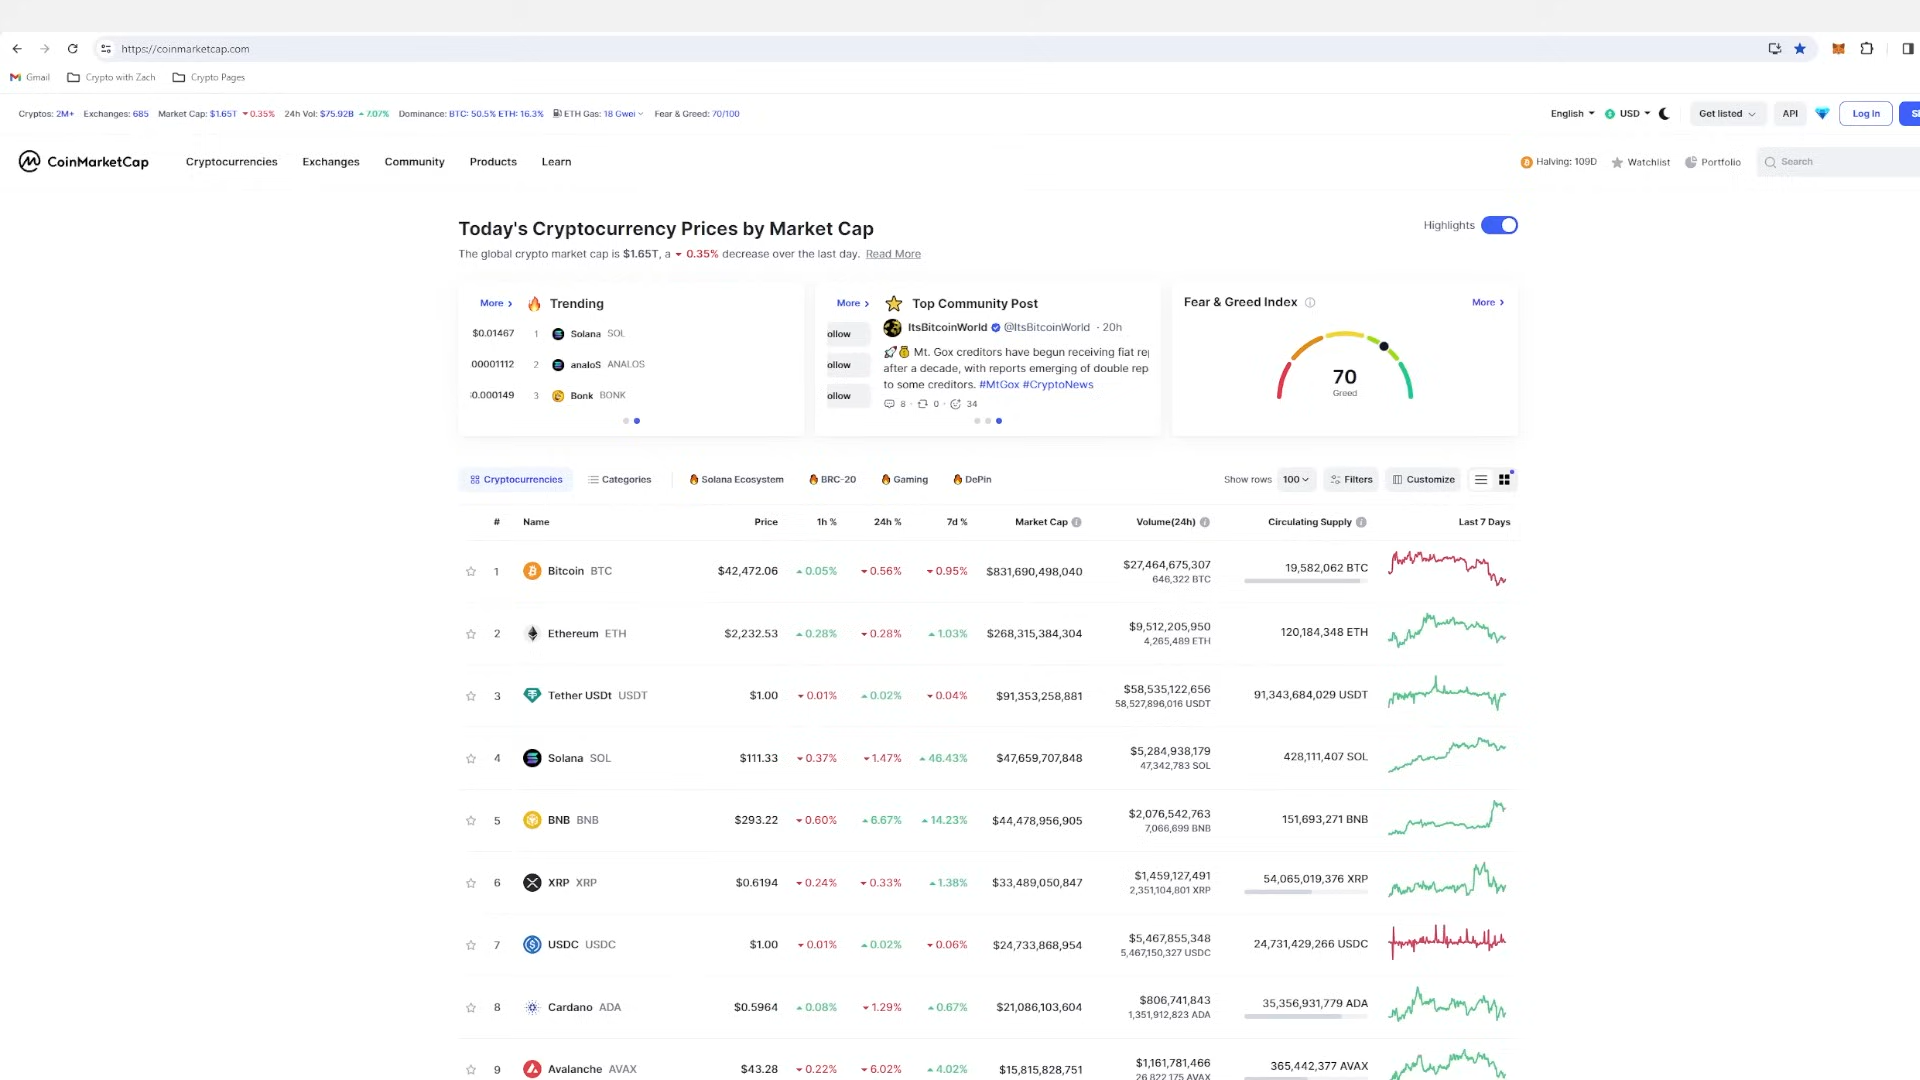 https://coinmarketcap.com
Gmail Crypto with Zach Crypto Pages
Cryptos: 2M+ Exchanges: 685 Market Cap: $1.65T 0.35% 24h Vol: $75.92B 7.07% Dominance: BTC: 50.5% ETH: 16.3% ETH Gas: 18 Gwei Fear & Greed: 70/100
English USD Get listed API Log In
CoinMarketCap Cryptocurrencies Exchanges Community Products Learn
Halving: 109D Watchlist Portfolio Search
Today's Cryptocurrency Prices by Market Cap
Highlights
The global crypto market cap is $1.65T, a 0.35% decrease over the last day. Read More
More > Trending
$0.01467 1 Solana SOL
00001112 2 analoS ANALOS
0.000149 3 Bonk BONK
More > Top Community Post
ollow
ollow
ollow
ItsBitcoinWorld @ItsBitcoinWorld · 20h
Mt. Gox creditors have begun receiving fiat rep
after a decade, with reports emerging of double rep
to some creditors. #MtGox #CryptoNews
8 · 0 · 34
Fear & Greed Index More >
70
Greed
Cryptocurrencies Categories Solana Ecosystem BRC-20 Gaming DePin
Show rows 100 Filters Customize
# Name Price 1h % 24h % 7d % Market Cap Volume(24h) Circulating Supply Last 7 Days
1 Bitcoin BTC $42,472.06 0.05% 0.56% 0.95% $831,690,498,040 $27,464,675,307 19,582,062 BTC
646,322 BTC
2 Ethereum ETH $2,232.53 0.28% 0.28% 1.03% $268,315,384,304 $9,512,205,950 120,184,348 ETH
4,265,489 ETH
3 Tether USDt USDT $1.00 0.01% 0.02% 0.04% $91,353,258,881 $58,535,122,656 91,343,684,029 USDT
58,527,896,016 USDT
4 Solana SOL $111.33 0.37% 1.47% 46.43% $47,659,707,848 $5,284,938,179 428,111,407 SOL
47,342,783 SOL
5 BNB BNB $293.22 0.60% 6.67% 14.23% $44,478,956,905 $2,076,542,763 151,693,271 BNB
7,066,699 BNB
6 XRP XRP $0.6194 0.24% 0.33% 1.38% $33,489,050,847 $1,459,127,491 54,065,019,376 XRP
2,351,104,801 XRP
7 USDC USDC $1.00 0.01% 0.02% 0.06% $24,733,868,954 $5,467,855,348 24,731,429,266 USDC
5,467,150,327 USDC
8 Cardano ADA $0.5964 0.08% 1.29% 0.67% $21,086,103,604 $806,741,843 35,356,931,779 ADA
1,351,912,823 ADA
9 Avalanche AVAX $43.28 0.22% 6.02% 4.02% $15,815,828,751 $1,161,781,466 365,442,377 AVAX
26,822,175 AVAX